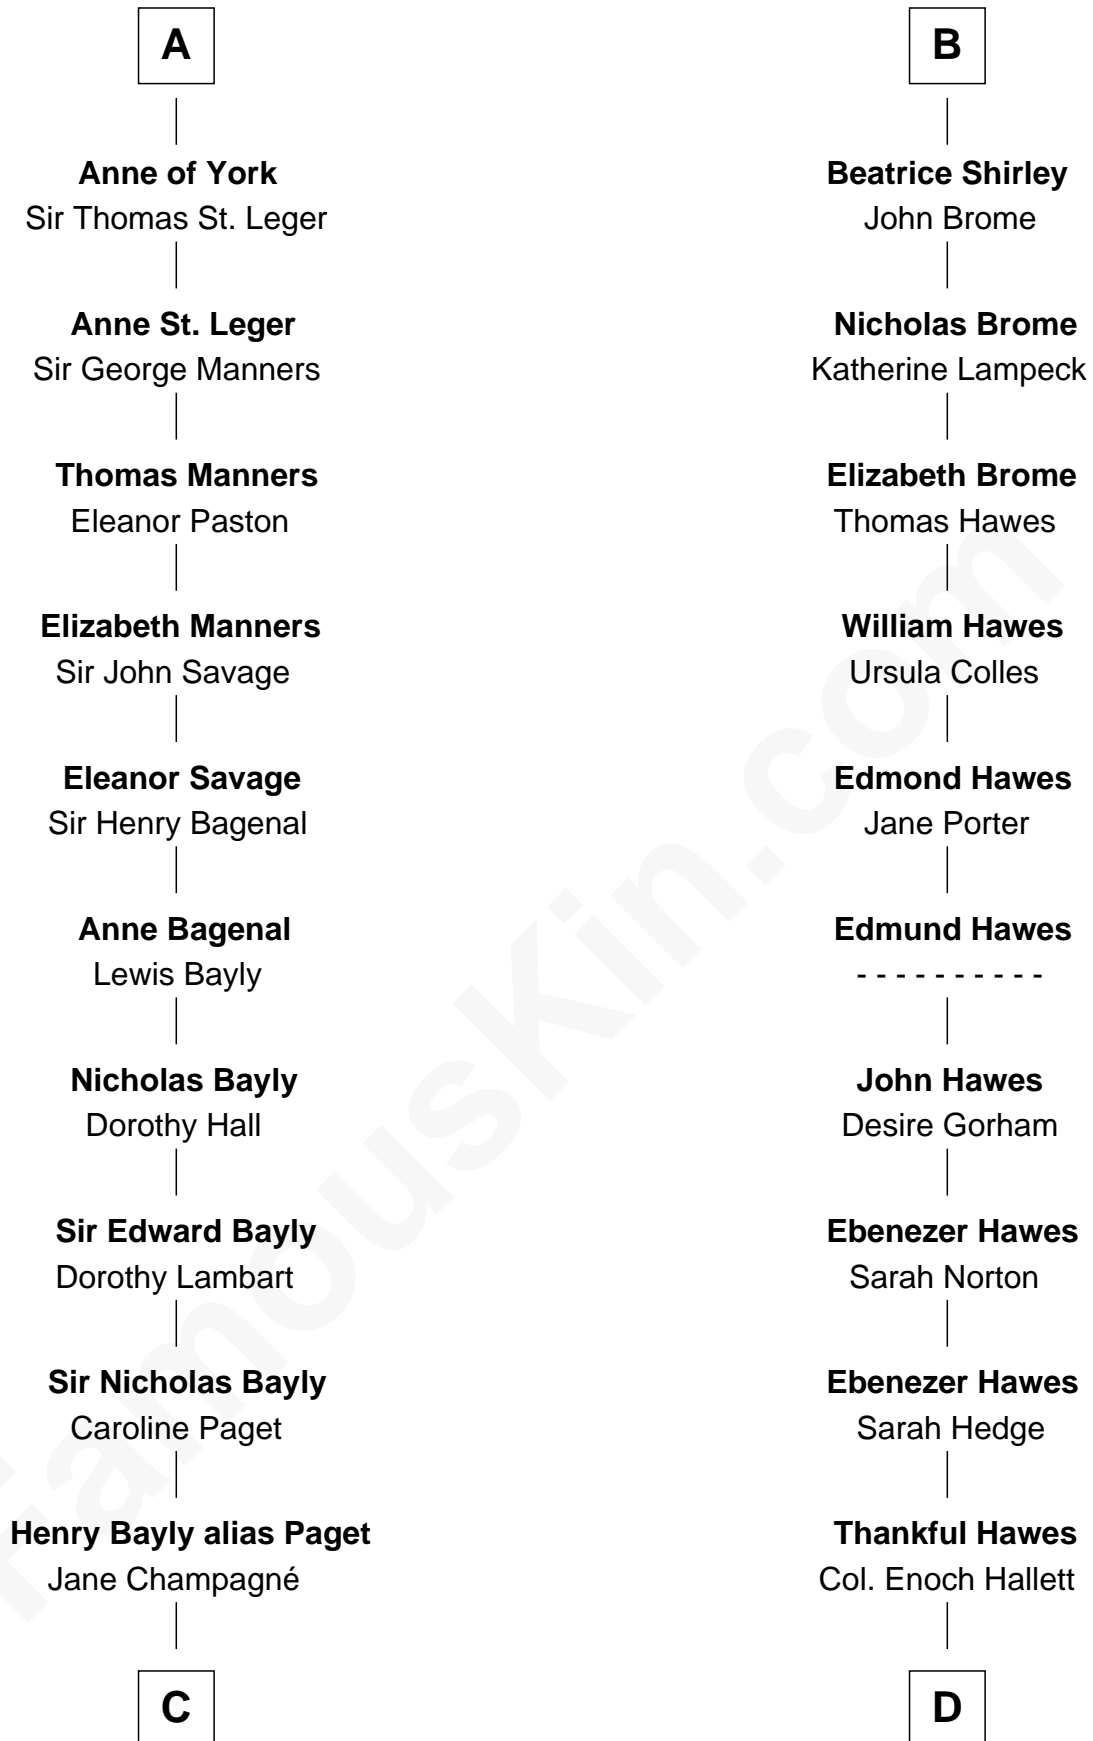 A
Anne of York
Sir Thomas St. Leger
Anne St. Leger
Sir George Manners
Thomas Manners
Eleanor Paston
Elizabeth Manners
Sir John Savage
Eleanor Savage
Sir Henry Bagenal
Anne Bagenal
Lewis Bayly
Nicholas Bayly
Dorothy Hall
Sir Edward Bayly
Dorothy Lambart
Sir Nicholas Bayly
Caroline Paget
Henry Bayly alias Paget
Jane Champagné
C
B
Beatrice Shirley
John Brome
Nicholas Brome
Katherine Lampeck
Elizabeth Brome
Thomas Hawes
William Hawes
Ursula Colles
Edmond Hawes
Jane Porter
Edmund Hawes
- - - - - - - - - -
John Hawes
Desire Gorham
Ebenezer Hawes
Sarah Norton
Ebenezer Hawes
Sarah Hedge
Thankful Hawes
Col. Enoch Hallett
D
FamousKin.com